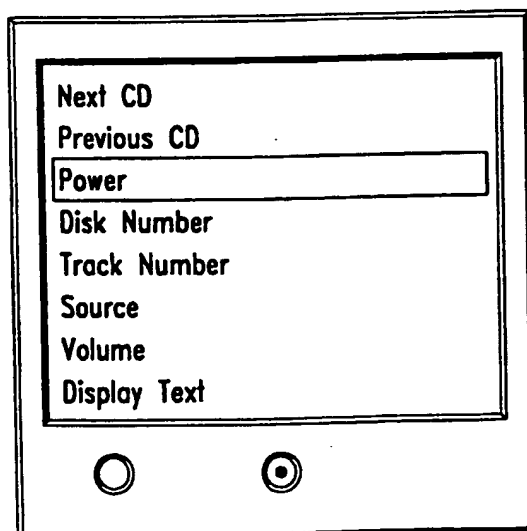 Next CD
Previous CD
Power
Disk Number
Track Number
Source
Volume
Display Text